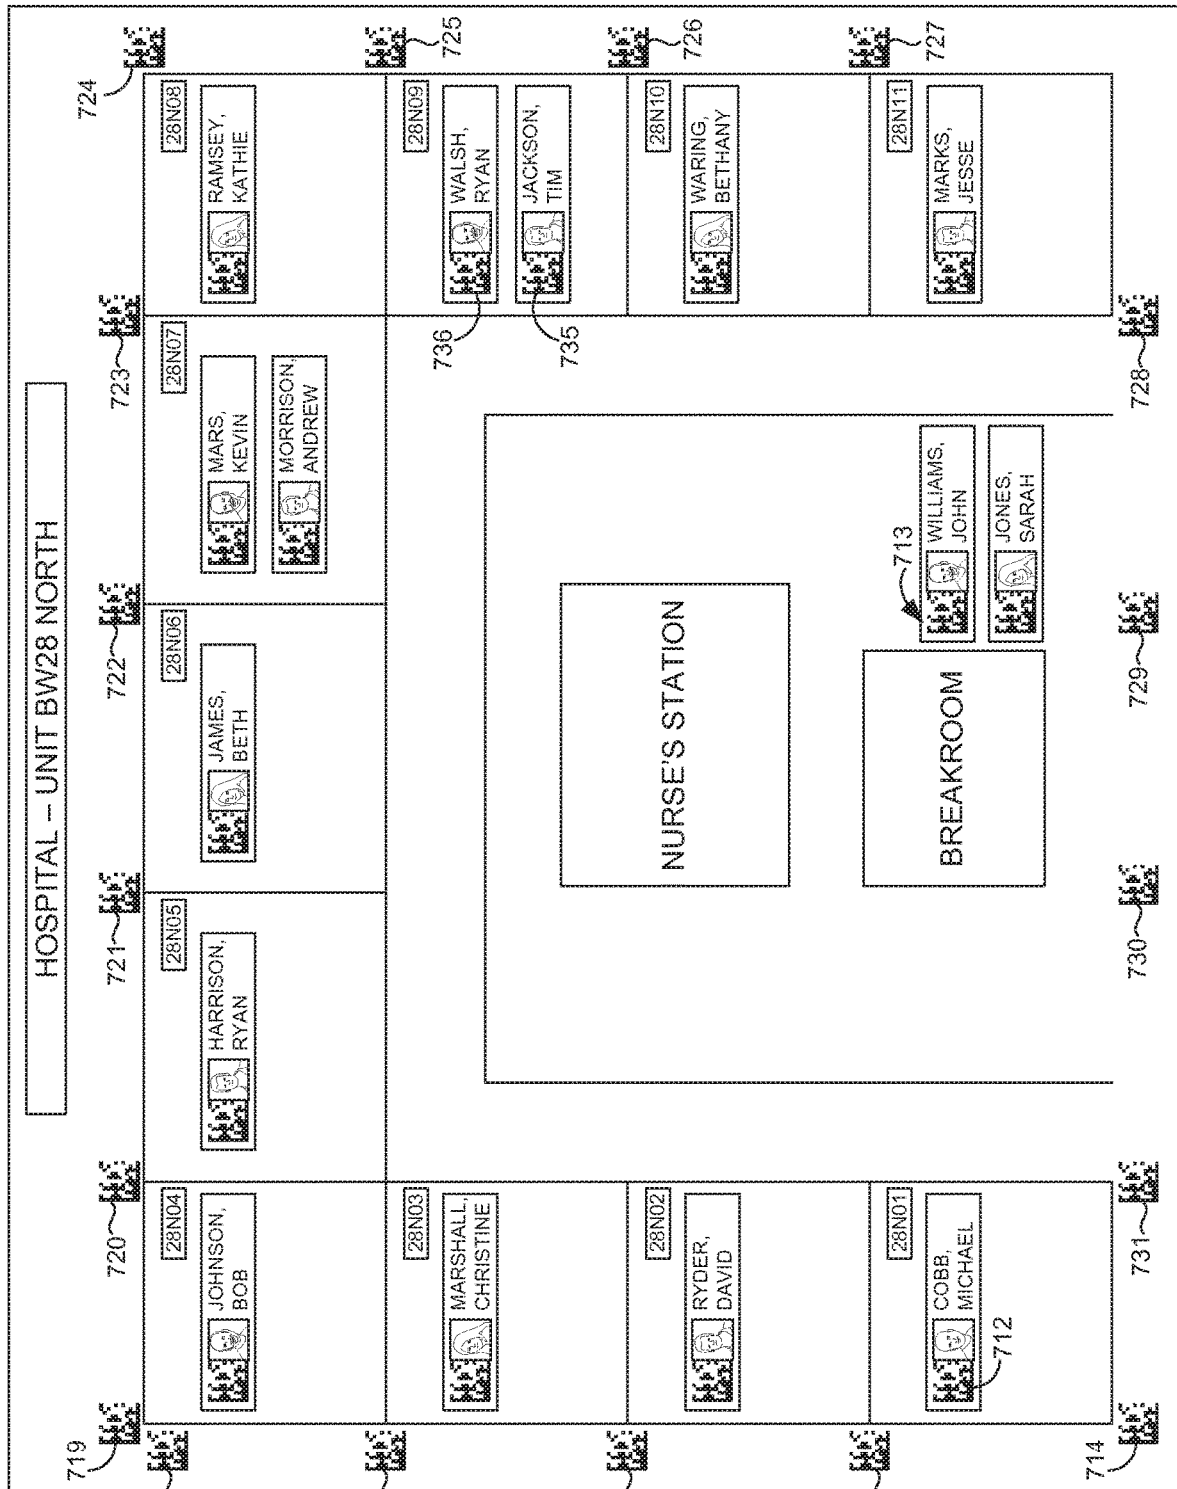 HOSPITAL – UNIT BW28 NORTH
719
720
721
722
723
724
28N04
JOHNSON,
BOB
28N05
HARRISON,
RYAN
28N06
JAMES,
BETH
28N07
MARS,
KEVIN
MORRISON,
ANDREW
28N08
RAMSEY,
KATHIE
725
28N03
MARSHALL,
CHRISTINE
28N09
WALSH,
RYAN
736
JACKSON,
TIM
735
726
28N02
RYDER,
DAVID
NURSE'S STATION
28N10
WARING,
BETHANY
727
28N01
COBB,
MICHAEL
712
BREAKROOM
713
WILLIAMS,
JOHN
JONES,
SARAH
28N11
MARKS,
JESSE
714
731
730
729
728